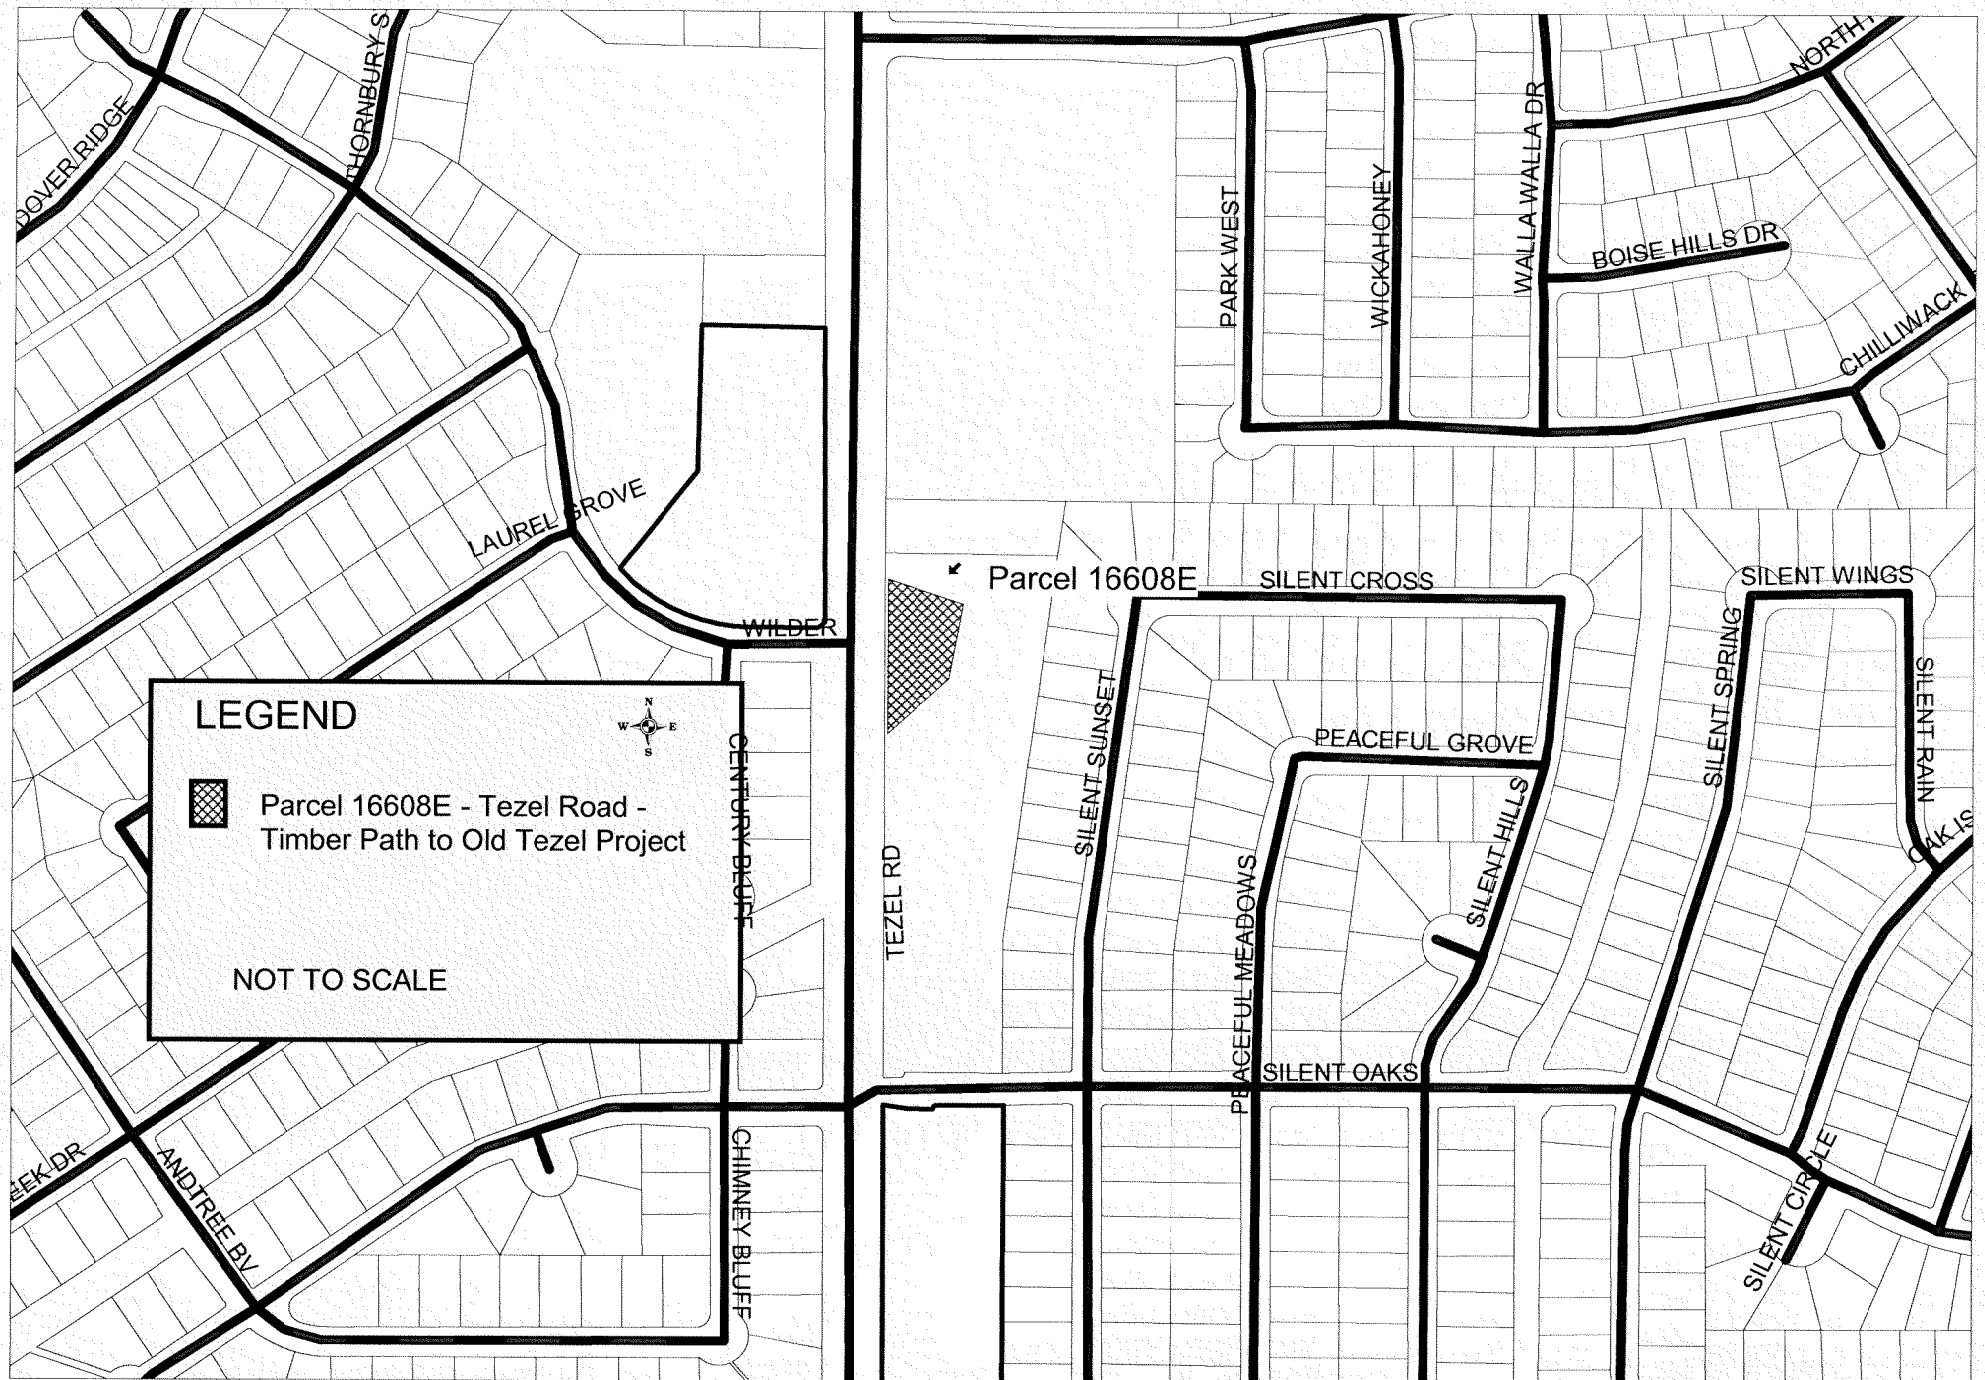 THORNBURY S
NORTH
DOVER RIDGE
PARK WEST
WICKAHONEY
WALLA WALLA DR
BOISE HILLS DR
CHILLIWACK
LAUREL GROVE
Parcel 16608E
SILENT CROSS
SILENT WINGS
WILDER
SILENT SUNSET
SILENT SPRING
SILENT RAIN
LEGEND
N
W E
S
PEACEFUL GROVE
Parcel 16608E - Tezel Road -
Timber Path to Old Tezel Project
CENTURY BLUFF
TEZEL RD
SILENT HILLS
OAK IS
PEACEFUL MEADOWS
NOT TO SCALE
SILENT OAKS
EEK DR
ANDTREE BV
CHIMNEY BLUFF
SILENT CIRCLE